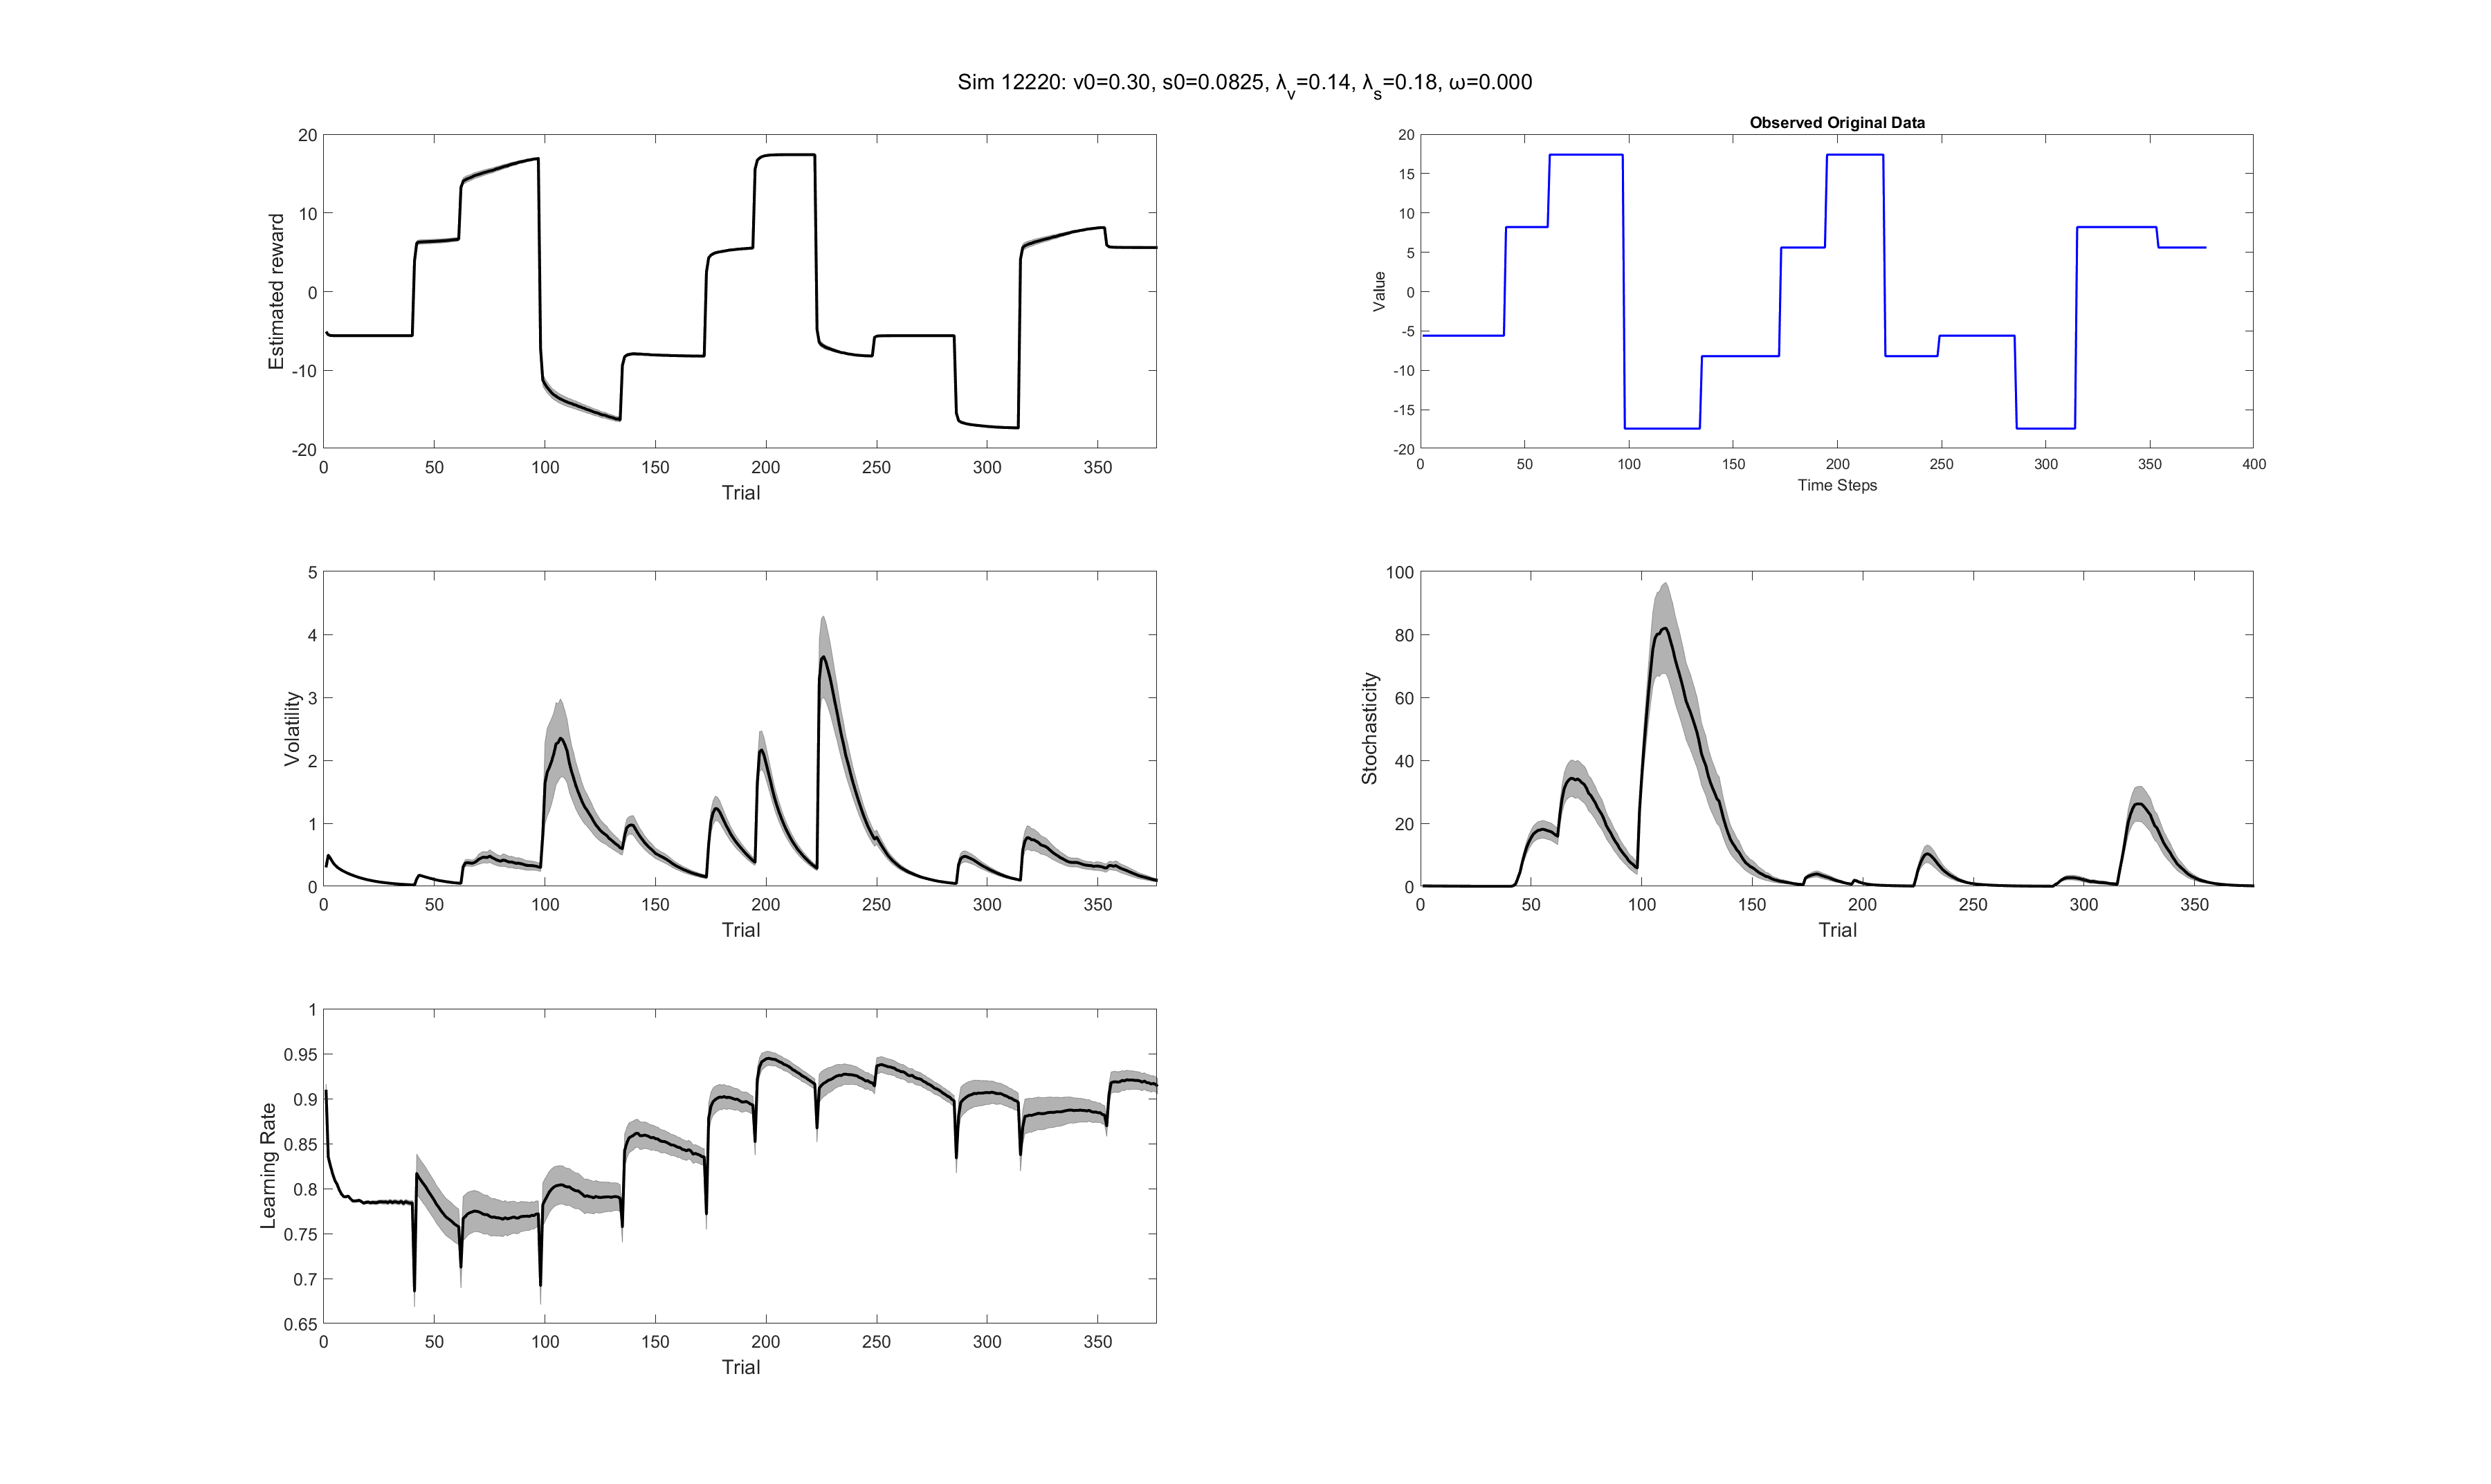 Sim 12220: v0=0.30, s0=0.0825, λv=0.14, λs=0.18, ω=0.000
20
10
0
-10
-20
Estimated reward
0 50 100 150 200 250 300 350
Trial
Observed Original Data
20
15
10
5
0
-5
-10
-15
-20
Value
0 50 100 150 200 250 300 350 400
Time Steps
5
4
3
2
1
0
Volatility
0 50 100 150 200 250 300 350
Trial
100
80
60
40
20
0
Stochasticity
0 50 100 150 200 250 300 350
Trial
1
0.95
0.9
0.85
0.8
0.75
0.7
0.65
Learning Rate
0 50 100 150 200 250 300 350
Trial